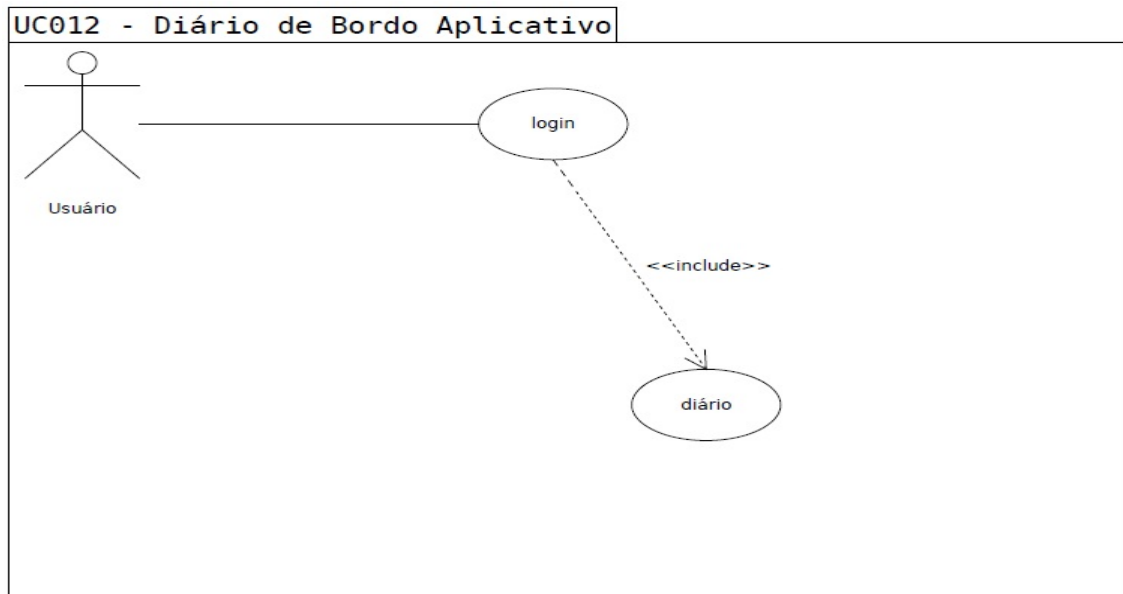 UC012 - Diário de Bordo Aplicativo
login
Usuário
<<include>>
diário